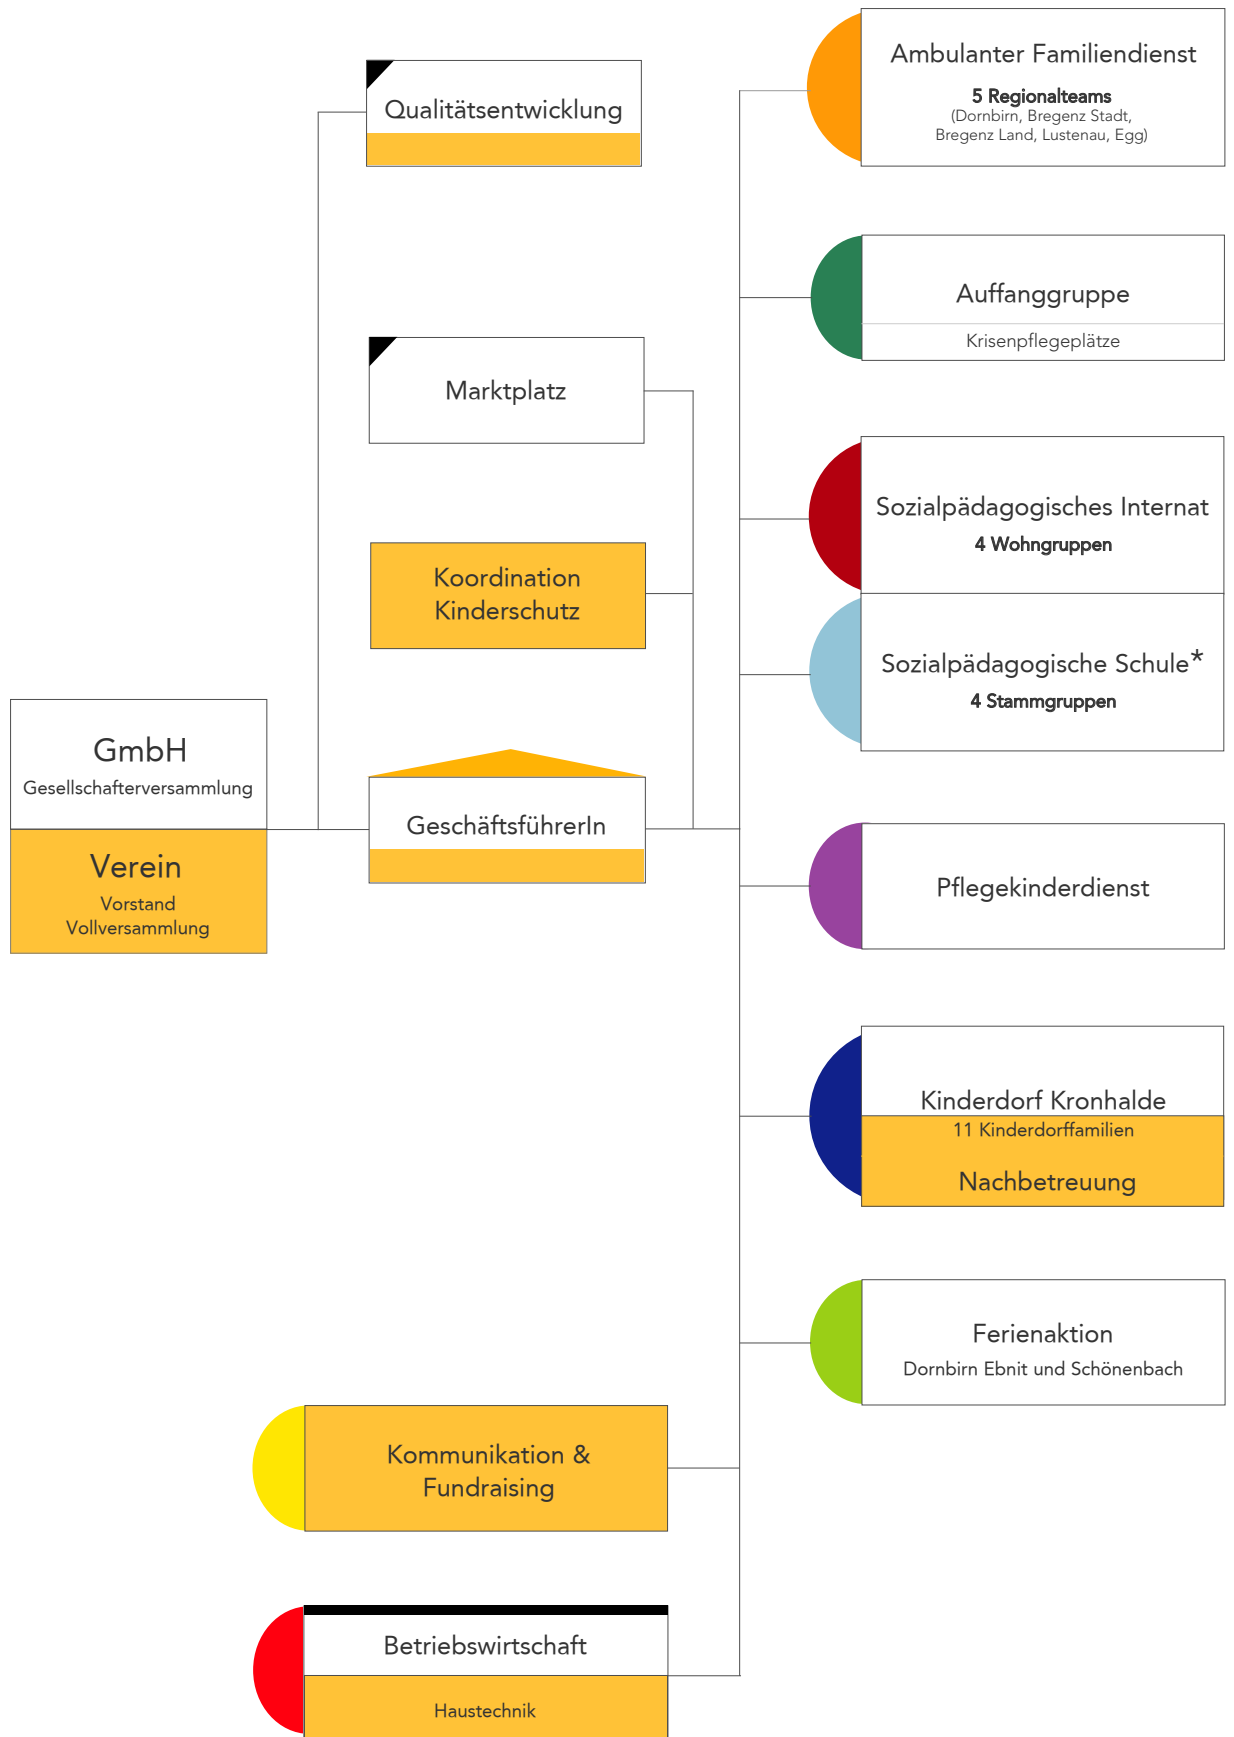 Qualitätsentwicklung
Marktplatz
Koordination
Kinderschutz
GmbH
Gesellschafterversammlung
Verein
Vorstand
Vollversammlung
GeschäftsführerIn
Kommunikation &
Fundraising
Betriebswirtschaft
Haustechnik
Ambulanter Familiendienst
5 Regionalteams
(Dornbirn, Bregenz Stadt,
Bregenz Land, Lustenau, Egg)
Auffanggruppe
Krisenpflegeplätze
Sozialpädagogisches Internat
4 Wohngruppen
Sozialpädagogische Schule*
4 Stammgruppen
Pflegekinderdienst
Kinderdorf Kronhalde
11 Kinderdorffamilien
Nachbetreuung
Ferienaktion
Dornbirn Ebnit und Schönenbach